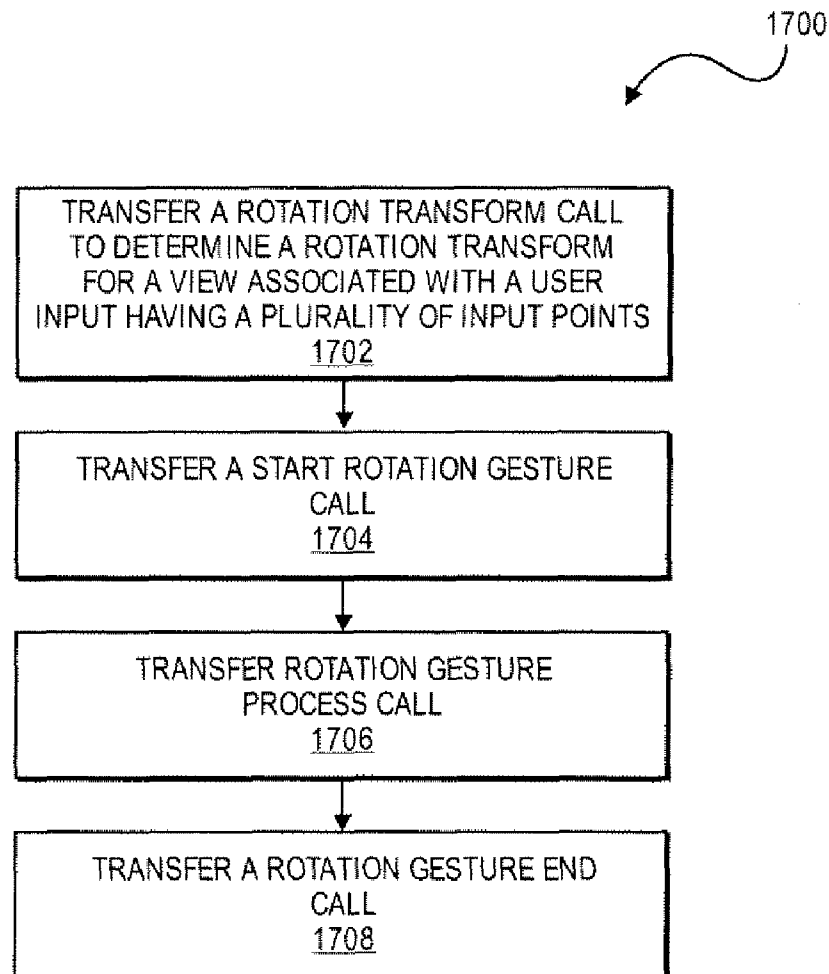 1700
TRANSFER A ROTATION TRANSFORM CALL
TO DETERMINE A ROTATION TRANSFORM
FOR A VIEW ASSOCIATED WITH A USER
INPUT HAVING A PLURALITY OF INPUT POINTS
1702
TRANSFER A START ROTATION GESTURE
CALL
1704
TRANSFER ROTATION GESTURE
PROCESS CALL
1706
TRANSFER A ROTATION GESTURE END
CALL
1708